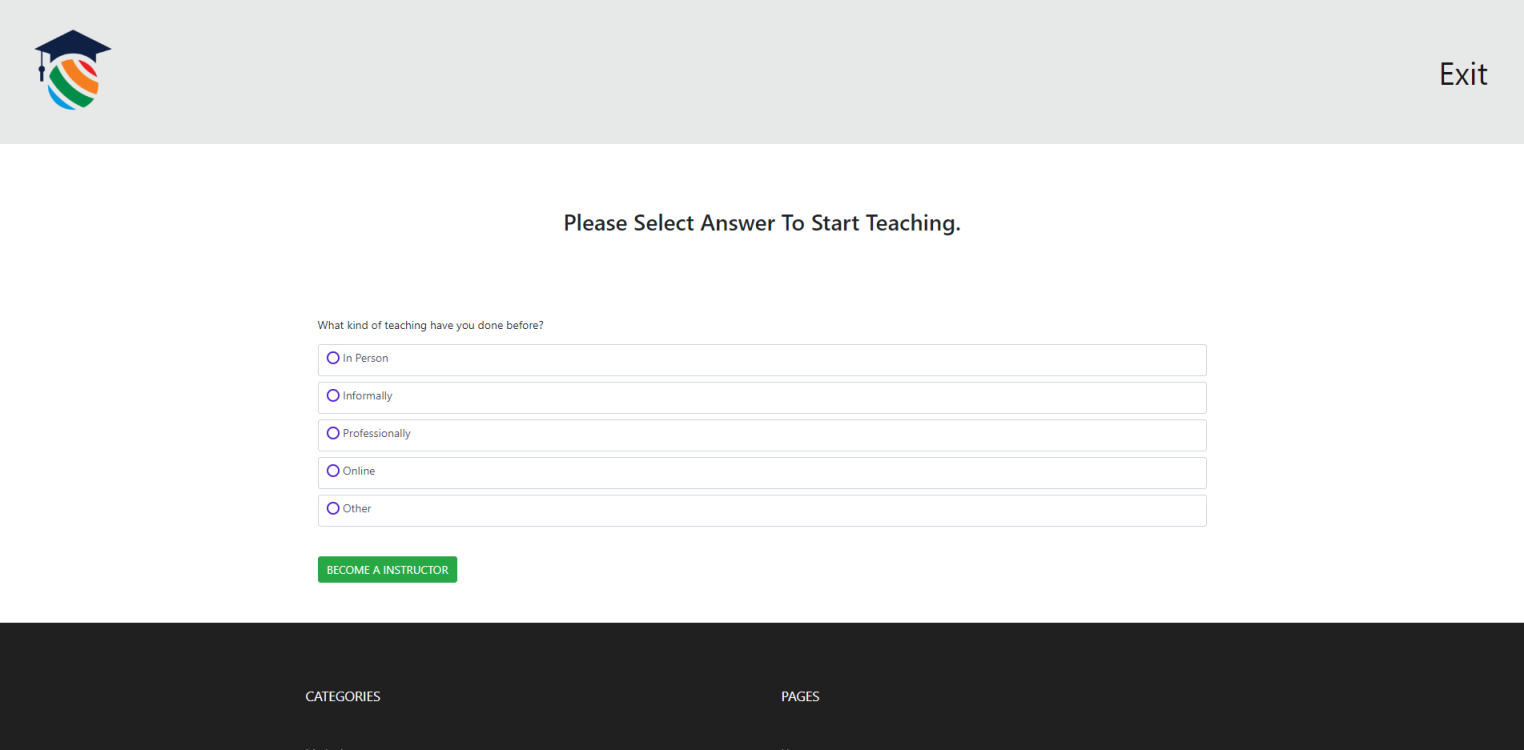 Exit
Please Select Answer To Start Teaching.
What kind of teaching have you done before?
In Person
Informally
Professionally
Online
Other
BECOME A INSTRUCTOR
CATEGORIES
PAGES